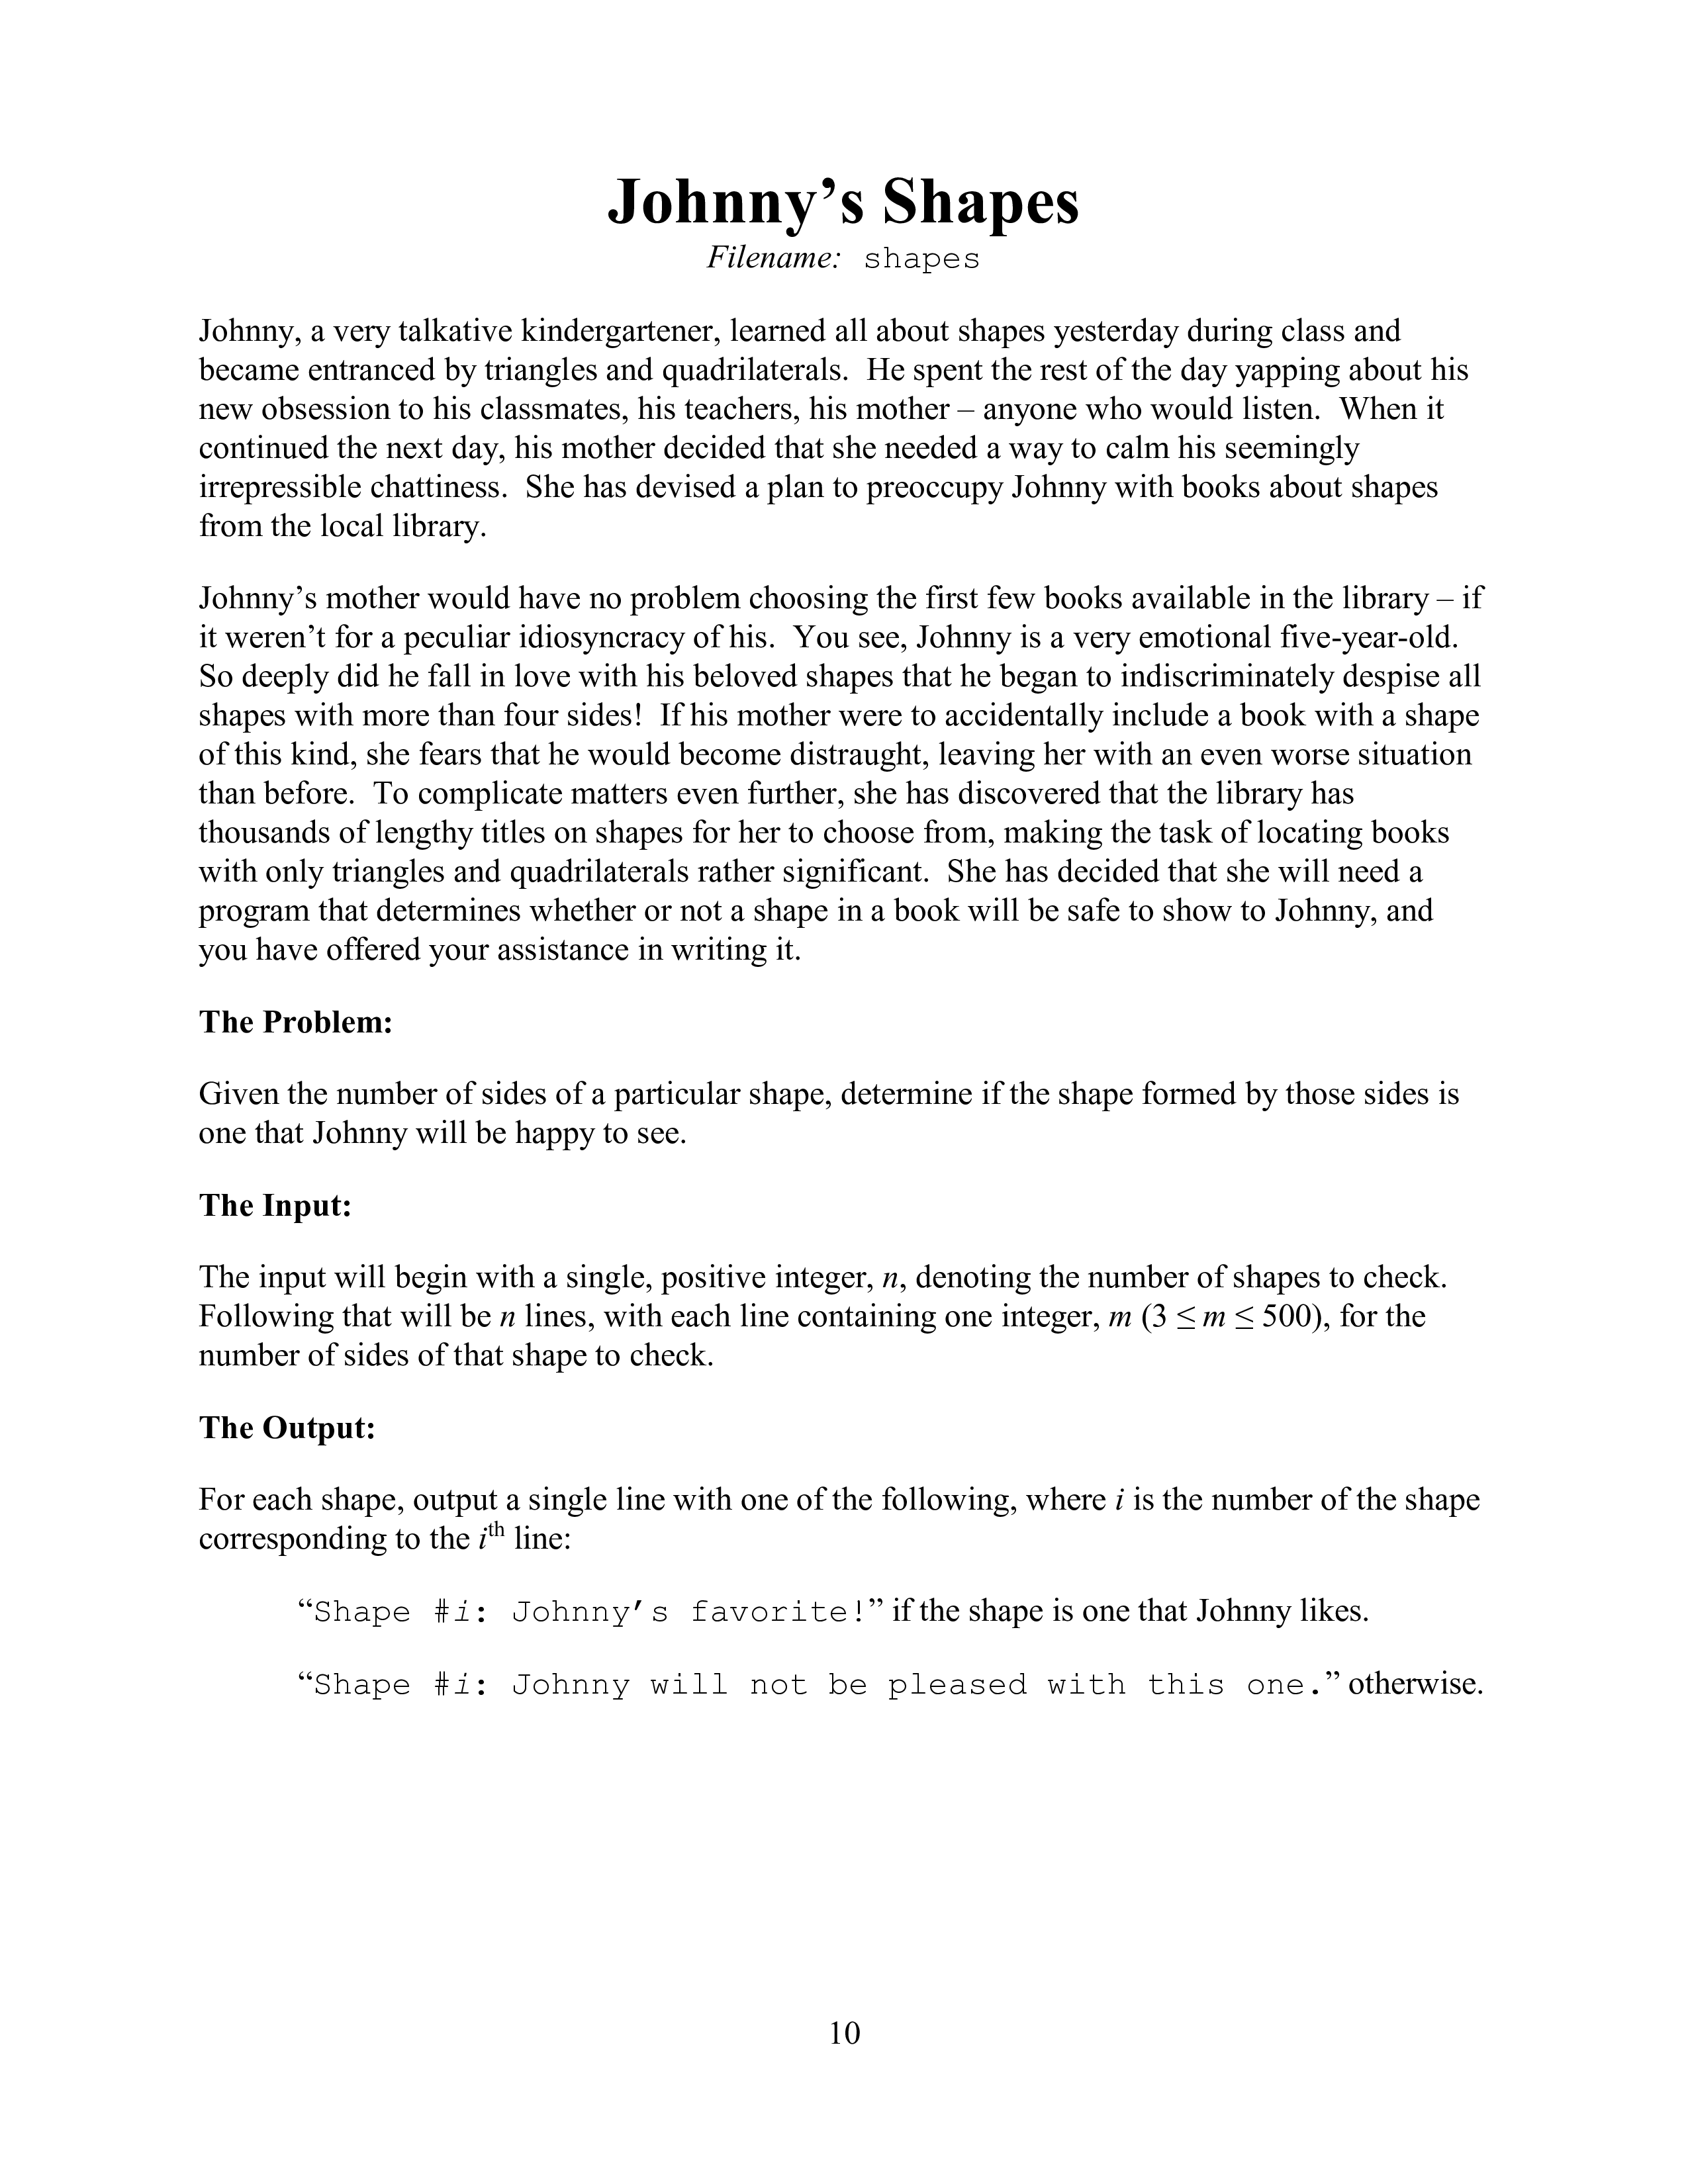 Johnny’s Shapes
Filename: shapes
Johnny, a very talkative kindergartener, learned all about shapes yesterday during class and
became entranced by triangles and quadrilaterals. He spent the rest of the day yapping about his
new obsession to his classmates, his teachers, his mother – anyone who would listen. When it
continued the next day, his mother decided that she needed a way to calm his seemingly
irrepressible chattiness. She has devised a plan to preoccupy Johnny with books about shapes
from the local library.
Johnny’s mother would have no problem choosing the first few books available in the library – if
it weren’t for a peculiar idiosyncracy of his. You see, Johnny is a very emotional five-year-old.
So deeply did he fall in love with his beloved shapes that he began to indiscriminately despise all
shapes with more than four sides! If his mother were to accidentally include a book with a shape
of this kind, she fears that he would become distraught, leaving her with an even worse situation
than before. To complicate matters even further, she has discovered that the library has
thousands of lengthy titles on shapes for her to choose from, making the task of locating books
with only triangles and quadrilaterals rather significant. She has decided that she will need a
program that determines whether or not a shape in a book will be safe to show to Johnny, and
you have offered your assistance in writing it.
The Problem:
Given the number of sides of a particular shape, determine if the shape formed by those sides is
one that Johnny will be happy to see.
The Input:
The input will begin with a single, positive integer, n, denoting the number of shapes to check.
Following that will be n lines, with each line containing one integer, m (3 ≤ m ≤ 500), for the
number of sides of that shape to check.
The Output:
For each shape, output a single line with one of the following, where i is the number of the shape
corresponding to the ith line:
“Shape #i: Johnny’s favorite!” if the shape is one that Johnny likes.
“Shape #i: Johnny will not be pleased with this one.” otherwise.
10